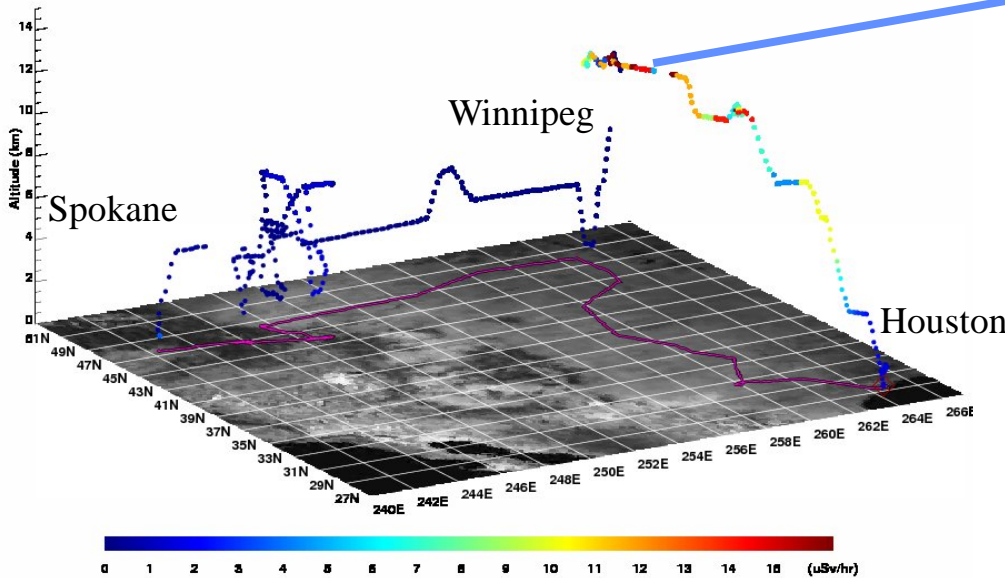 14
12
10
8
6
4
2
0
Altitude (km)
Winnipeg
Spokane
Houston
51N
49N
47N
45N
43N
41N
39N
37N
35N
33N
31N
29N
27N
240E
242E
244E
246E
248E
250E
252E
254E
256E
258E
260E
262E
264E
266E
0 1 2 3 4 5 6 7 8 9 10 11 12 13 14 15 (uSv/hr)